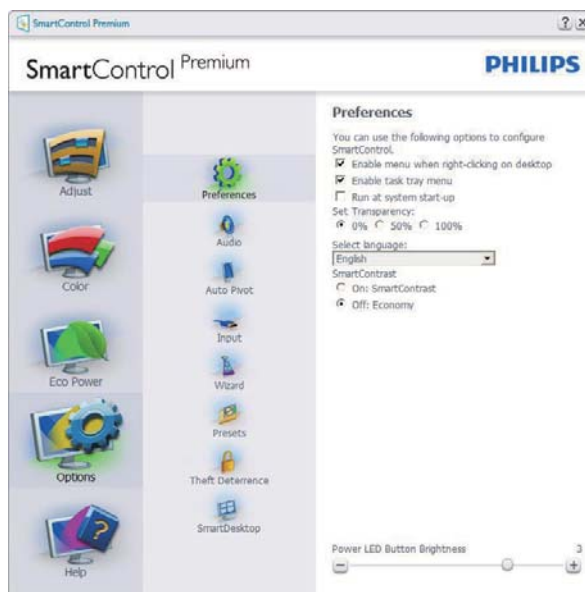 SmartControl Premium
SmartControl Premium
PHILIPS
Adjust
Color
Eco Power
Options
Help
Preferences
Audio
Auto Pivot
Input
Wizard
Presets
Theft Deterrence
SmartDesktop
Preferences
You can use the following options to configure
SmartControl.
Enable menu when right-clicking on desktop
Enable task tray menu
Run at system start-up
Set Transparency:
0% 50% 100%
Select language:
English
SmartContrast
On: SmartContrast
Off: Economy
Power LED Button Brightness 3